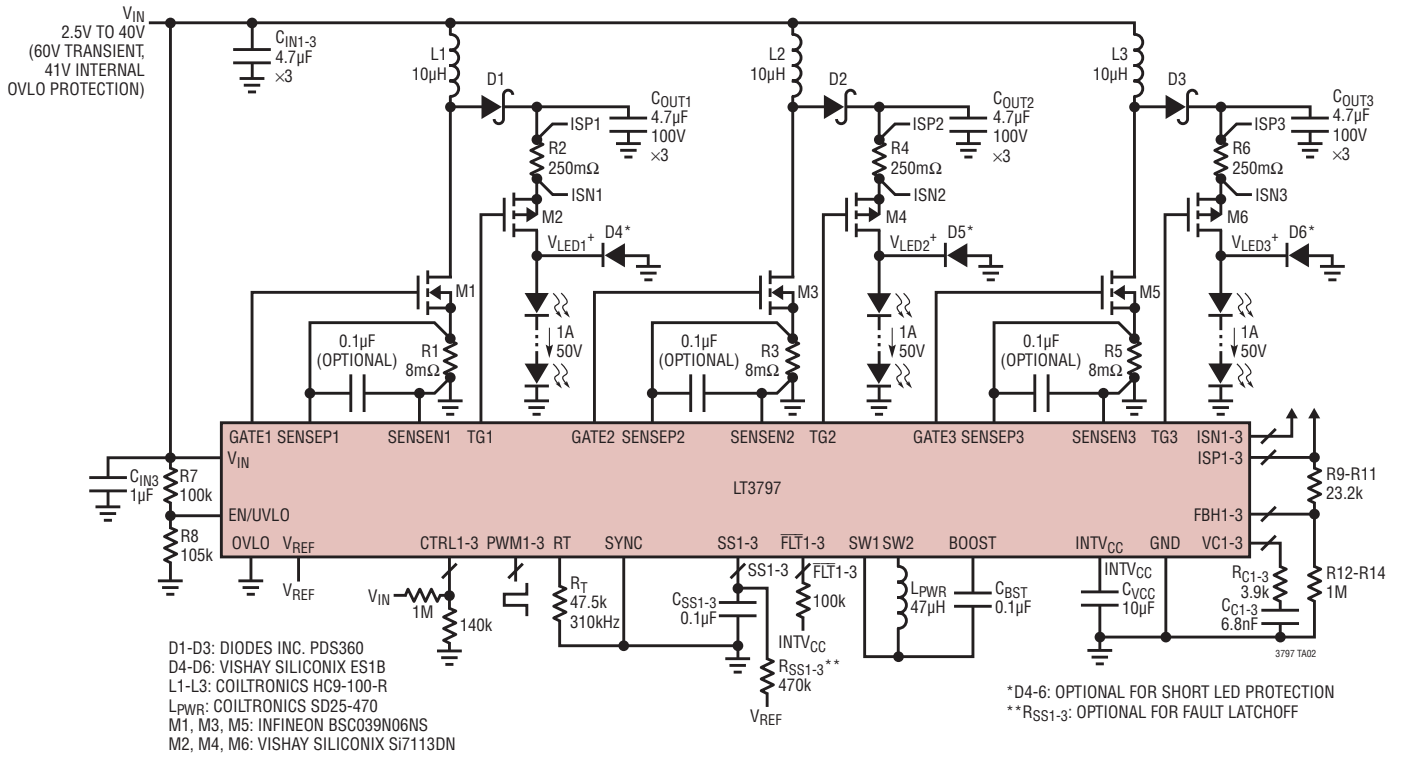 VIN
2.5V TO 40V
(60V TRANSIENT,
41V INTERNAL
OVLO PROTECTION)
CIN1-3
4.7µF
×3
L1
10µH
D1
COUT1
4.7µF
100V
×3
ISP1
R2
250mΩ
ISN1
M2
VLED1+
D4*
M1
0.1µF
(OPTIONAL)
R1
8mΩ
1A
50V
L2
10µH
D2
COUT2
4.7µF
100V
×3
ISP2
R4
250mΩ
ISN2
M4
VLED2+
D5*
M3
0.1µF
(OPTIONAL)
R3
8mΩ
1A
50V
L3
10µH
D3
COUT3
4.7µF
100V
×3
ISP3
R6
250mΩ
ISN3
M6
VLED3+
D6*
M5
0.1µF
(OPTIONAL)
R5
8mΩ
1A
50V
GATE1 SENSEP1 SENSEN1 TG1 GATE2 SENSEP2 SENSEN2 TG2 GATE3 SENSEP3 SENSEN3 TG3 ISN1-3
VIN
ISP1-3
CIN3
1µF
R7
100k
LT3797
R9-R11
23.2k
EN/UVLO
FBH1-3
R8
105k
OVLO VREF CTRL1-3 PWM1-3 RT SYNC SS1-3 FLT1-3 SW1 SW2 BOOST INTVCC GND VC1-3
VREF
VIN
1M
140k
RT
47.5k
310kHz
SS1-3
CSS1-3
0.1µF
FLT1-3
100k
INTVCC
RSS1-3**
470k
VREF
LPWR
47µH
CBST
0.1µF
INTVCC
CVCC
10µF
RC1-3
3.9k
CC1-3
6.8nF
R12-R14
1M
3797 TA02
D1-D3: DIODES INC. PDS360
D4-D6: VISHAY SILICONIX ES1B
L1-L3: COILTRONICS HC9-100-R
LPWR: COILTRONICS SD25-470
M1, M3, M5: INFINEON BSC039N06NS
M2, M4, M6: VISHAY SILICONIX Si7113DN
*D4-6: OPTIONAL FOR SHORT LED PROTECTION
**RSS1-3: OPTIONAL FOR FAULT LATCHOFF